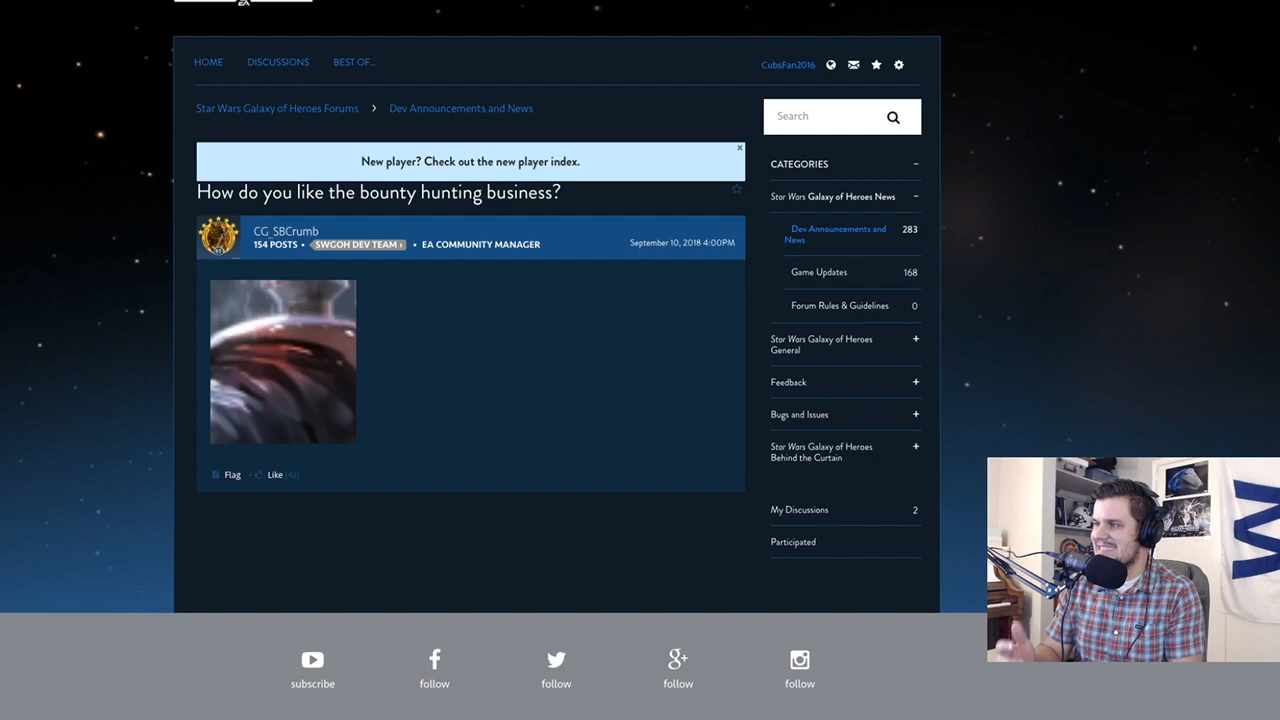 EA
HOME DISCUSSIONS BEST OF...
CubsFan2016
Star Wars Galaxy of Heroes Forums > Dev Announcements and News
Search
New player? Check out the new player index.
×
How do you like the bounty hunting business?
CG_SBCrumb
154 POSTS • SWGOH DEV TEAM › • EA COMMUNITY MANAGER
September 10, 2018 4:00PM
85
Flag • Like (42)
CATEGORIES −
Star Wars Galaxy of Heroes News −
Dev Announcements and 283
News
Game Updates 168
Forum Rules & Guidelines 0
Star Wars Galaxy of Heroes +
General
Feedback +
Bugs and Issues +
Star Wars Galaxy of Heroes +
Behind the Curtain
My Discussions 2
Participated
W
subscribe follow follow g+ follow follow